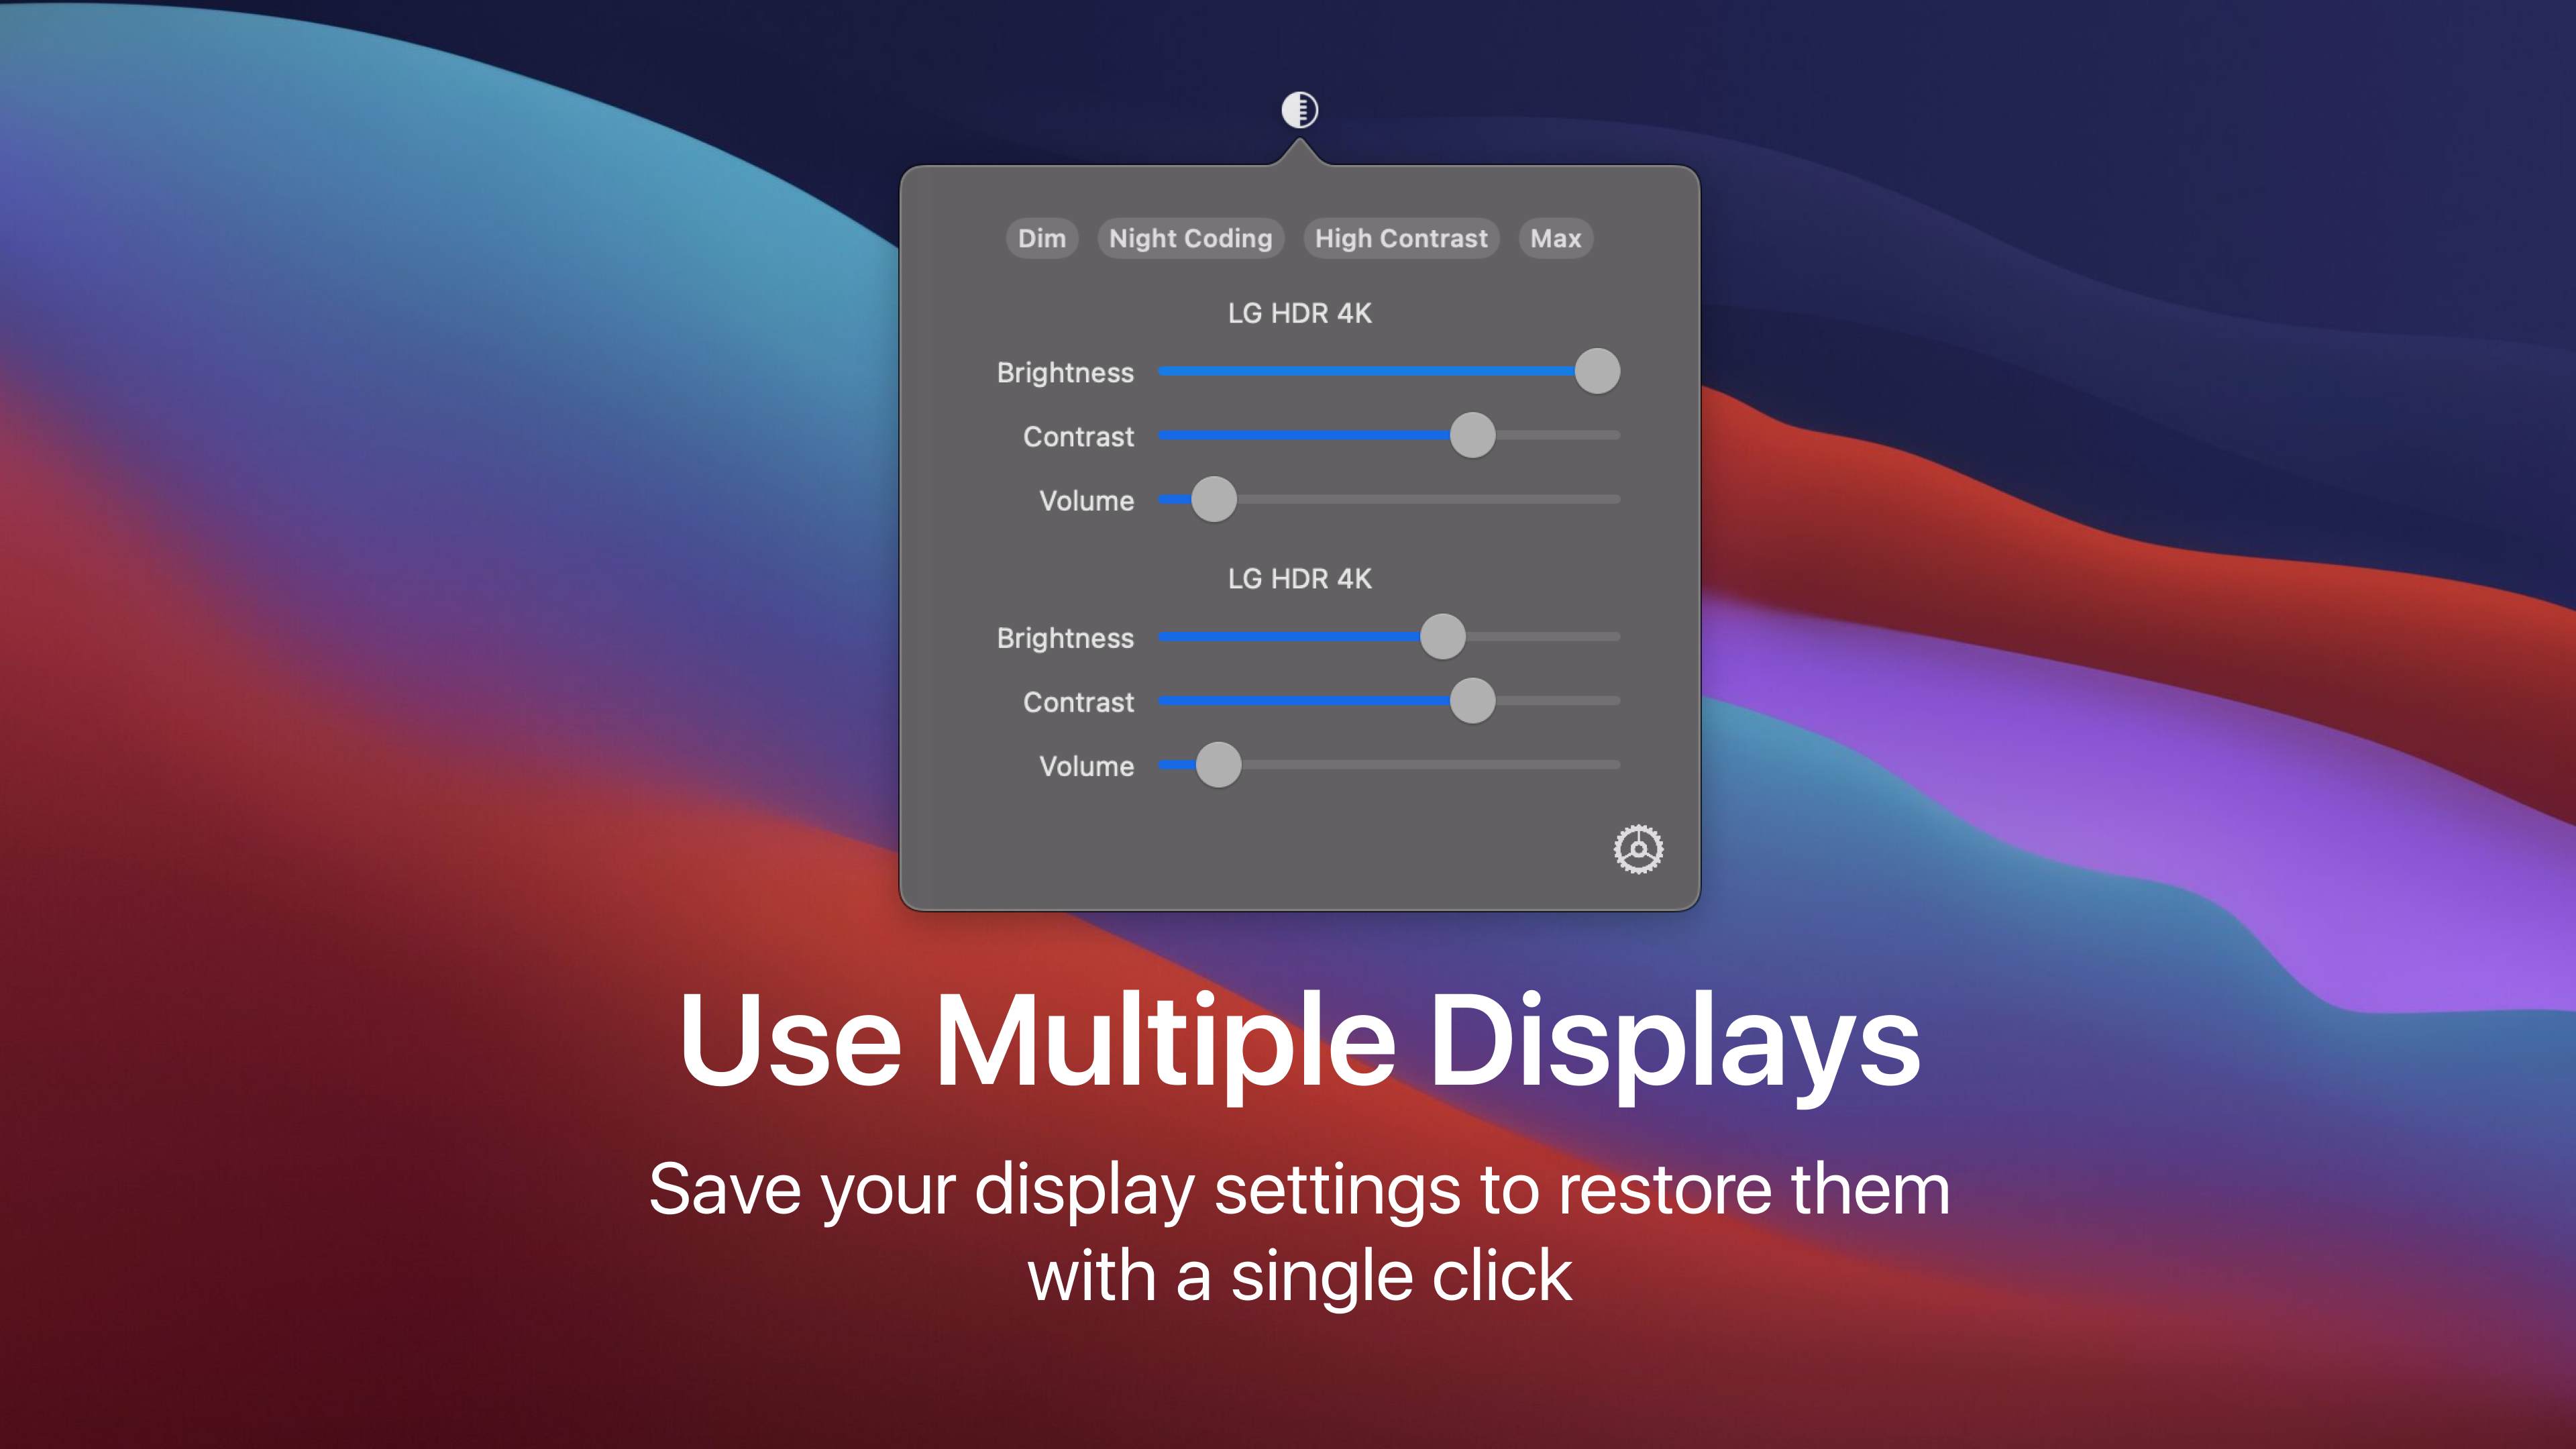 Dim Night Coding High Contrast Max
LG HDR 4K
Brightness
Contrast
Volume
LG HDR 4K
Brightness
Contrast
Volume
Use Multiple Displays
Save your display settings to restore them
with a single click